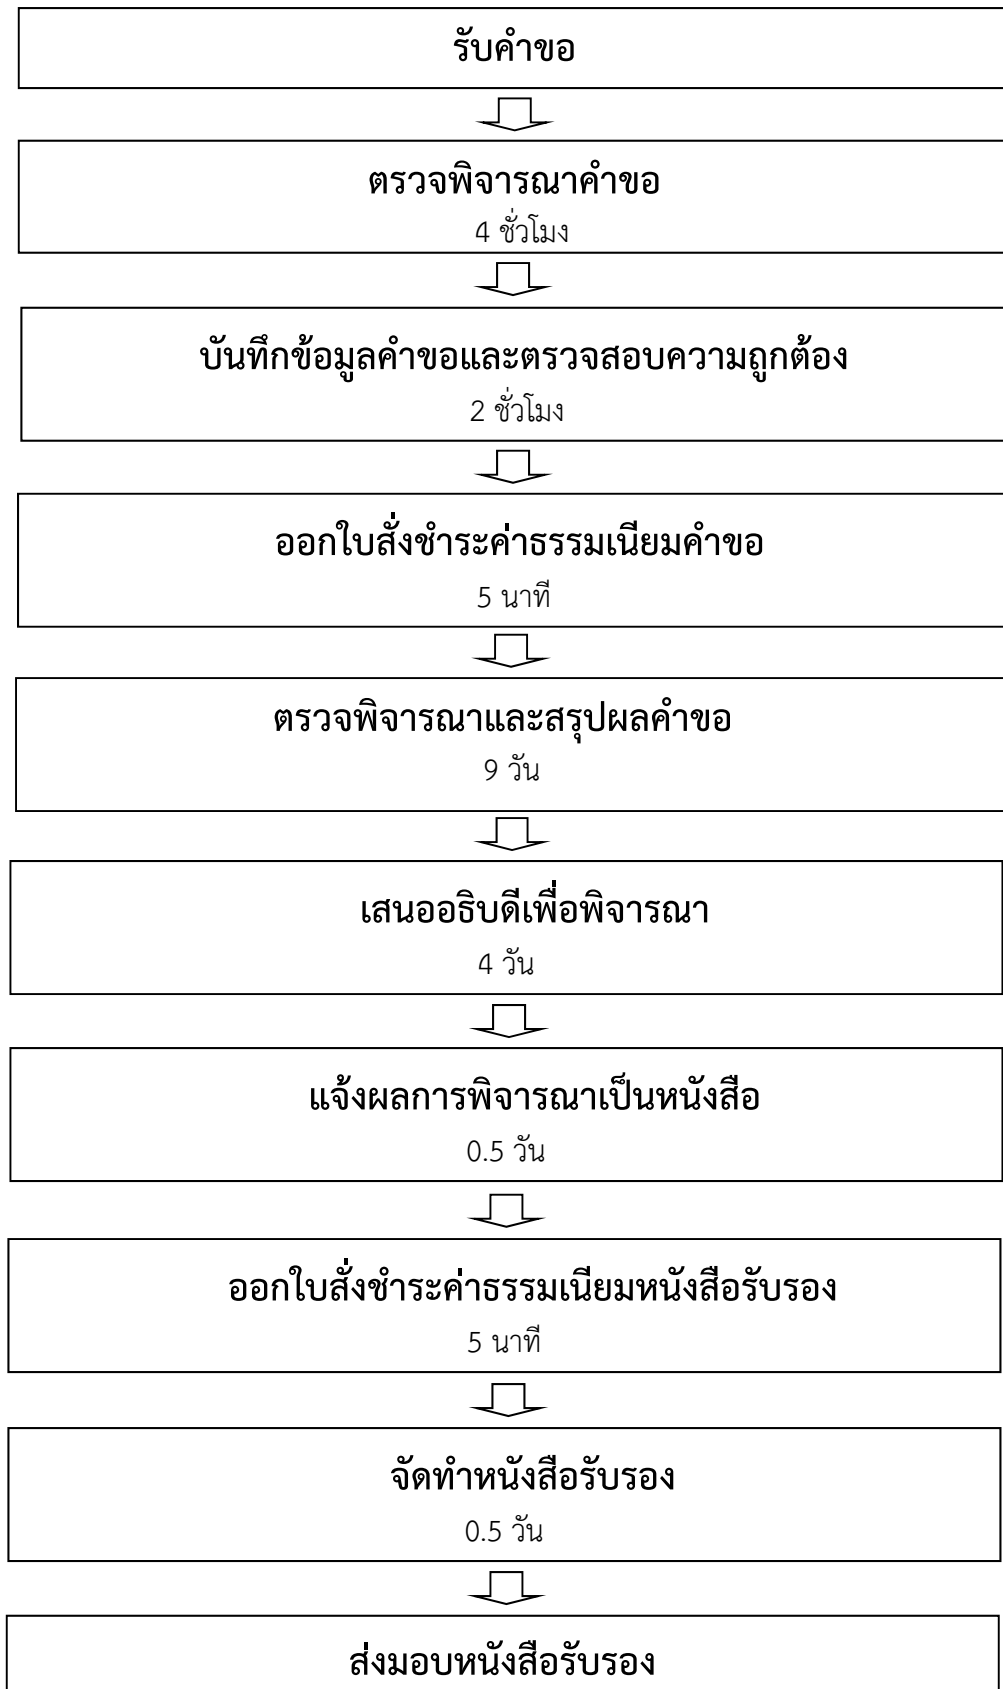 รับคำขอ
ตรวจพิจารณาคำขอ
4 ชั่วโมง
บันทึกข้อมูลคำขอและตรวจสอบความถูกต้อง
2 ชั่วโมง
ออกใบสั่งชำระค่าธรรมเนียมคำขอ
5 นาที
ตรวจพิจารณาและสรุปผลคำขอ
9 วัน
เสนออธิบดีเพื่อพิจารณา
4 วัน
แจ้งผลการพิจารณาเป็นหนังสือ
0.5 วัน
ออกใบสั่งชำระค่าธรรมเนียมหนังสือรับรอง
5 นาที
จัดทำหนังสือรับรอง
0.5 วัน
ส่งมอบหนังสือรับรอง